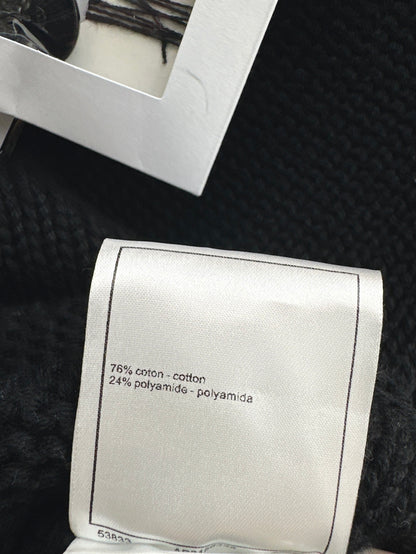 76% coton - cotton
24% polyamide - polyamida